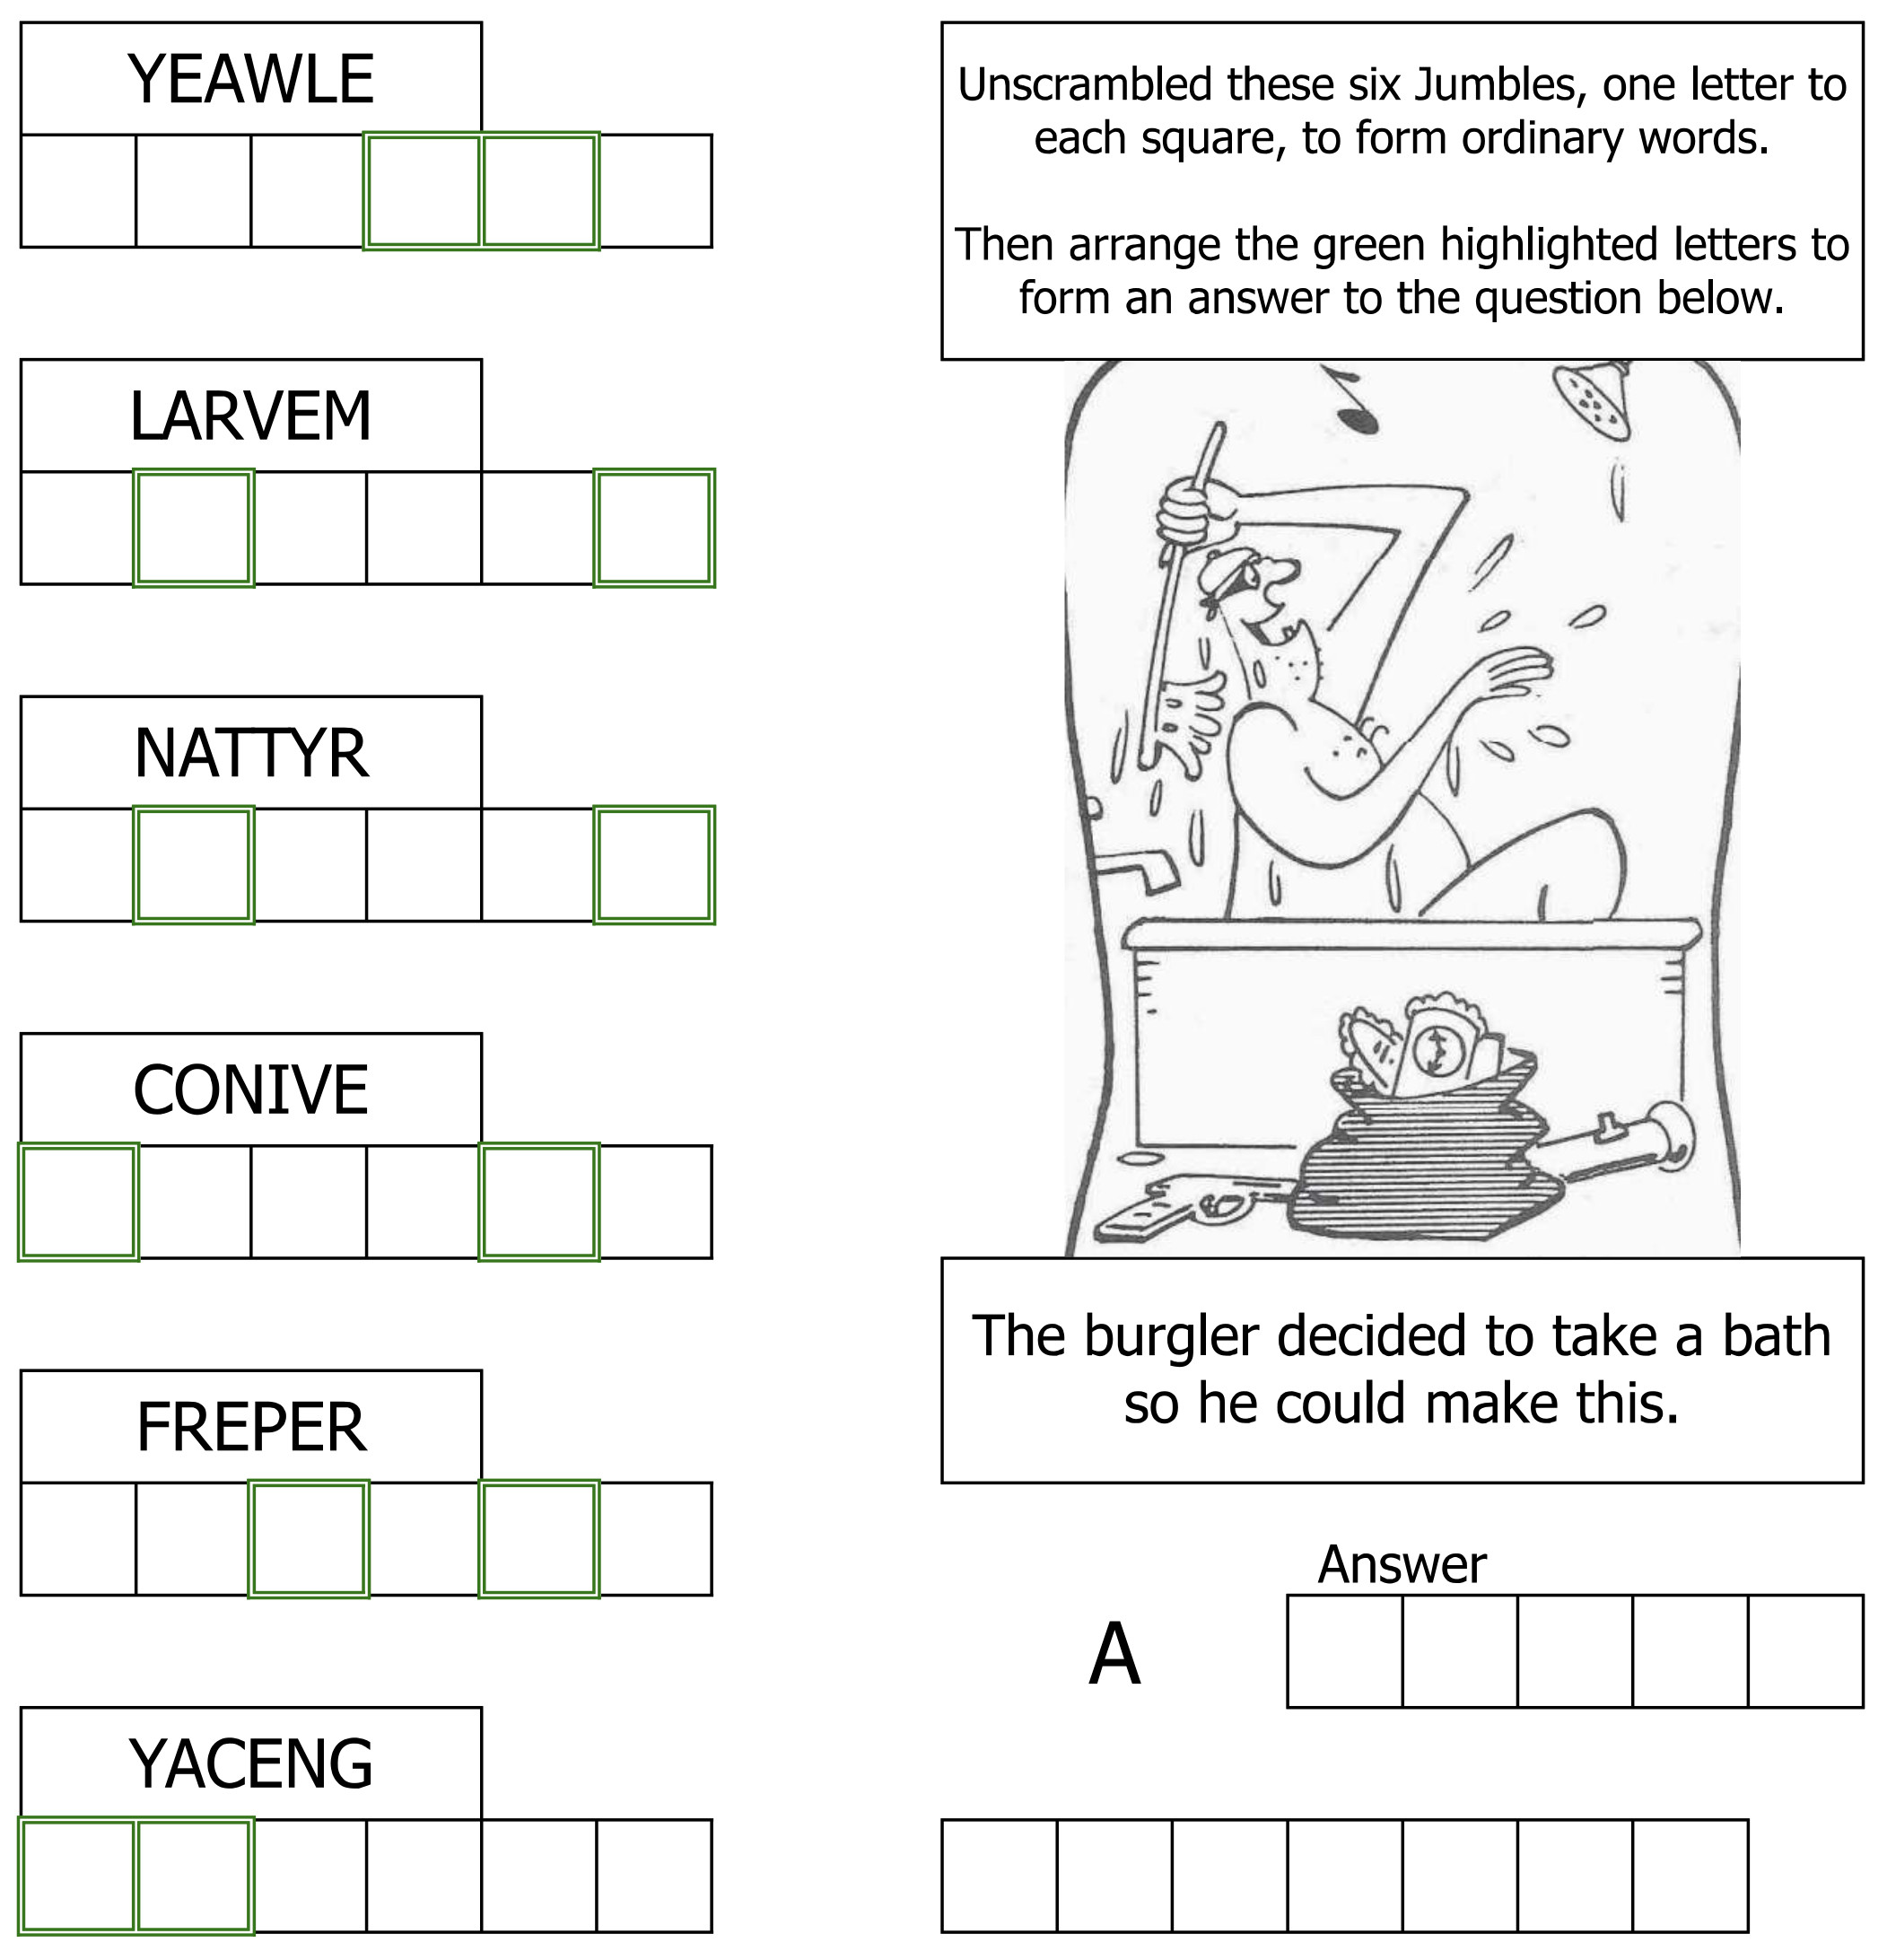 YEAWLE
LARVEM
NATTYR
CONIVE
FREPER
YACENG
Unscrambled these six Jumbles, one letter to
each square, to form ordinary words.
Then arrange the green highlighted letters to
form an answer to the question below.
The burgler decided to take a bath
so he could make this.
Answer
A